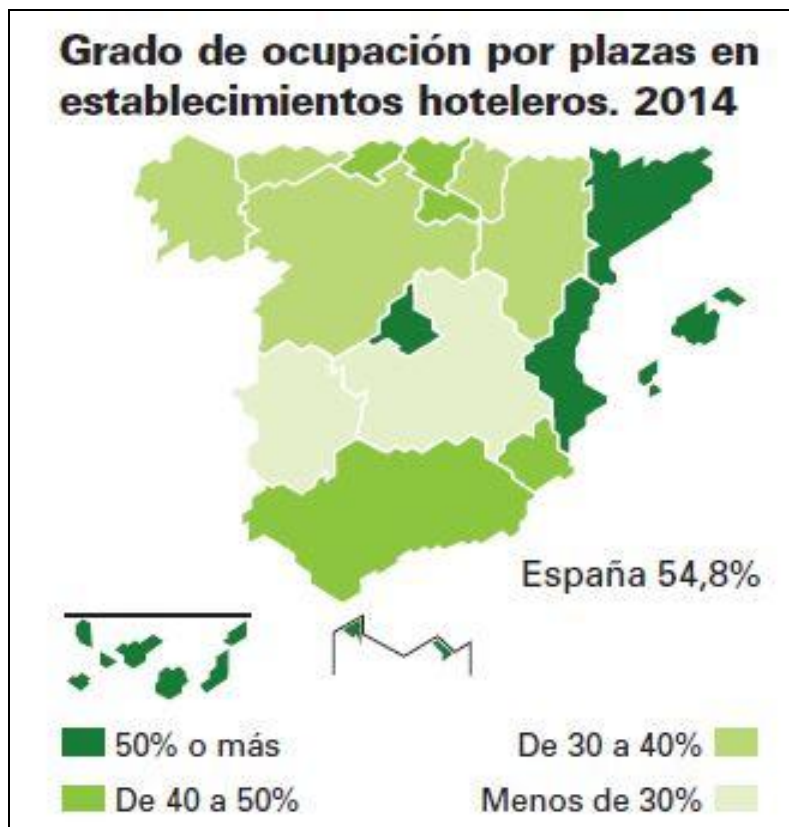 Grado de ocupación por plazas en
establecimientos hoteleros. 2014
España 54,8%
50% o más
De 30 a 40%
De 40 a 50%
Menos de 30%